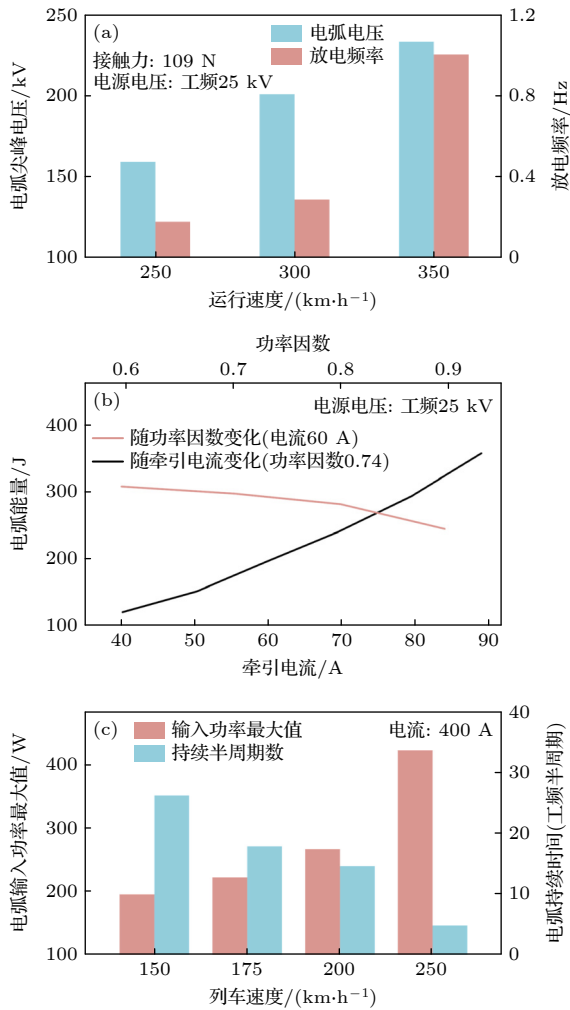 (a)
电弧电压
放电频率
接触力: 109 N
电源电压: 工频25 kV
电弧尖峰电压/kV
250
200
150
100
放电频率/Hz
1.2
0.8
0.4
0
250 300 350
运行速度/(km·h⁻¹)
功率因数
0.6 0.7 0.8 0.9
(b)
电源电压: 工频25 kV
随功率因数变化(电流60 A)
随牵引电流变化(功率因数0.74)
电弧能量/J
400
300
200
100
40 50 60 70 80 90
牵引电流/A
(c)
输入功率最大值
持续半周期数
电流: 400 A
电弧输入功率最大值/W
400
300
200
100
电弧持续时间(工频半周期)
40
30
20
10
0
150 175 200 250
列车速度/(km·h⁻¹)